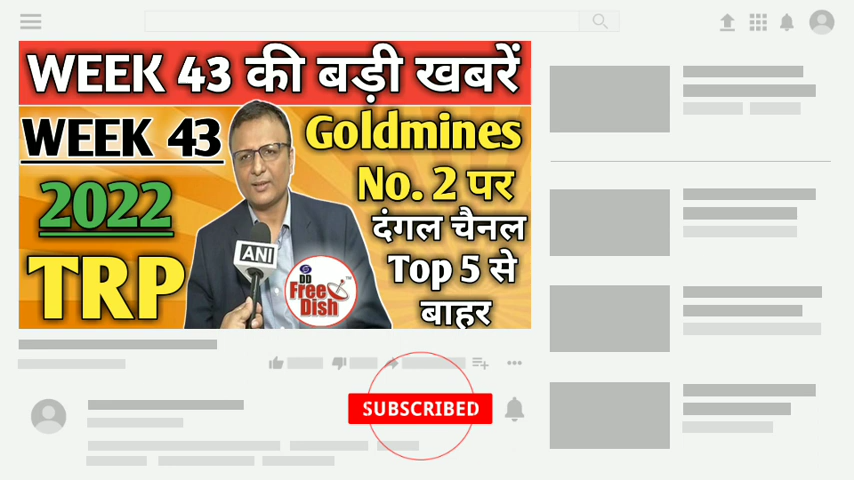 WEEK 43 की बड़ी खबरें
WEEK 43
2022
TRP
Goldmines
No. 2 पर
दंगल चैनल
Top 5 से
बाहर
ANI
DD
Free
Dish
TM
SUBSCRIBED